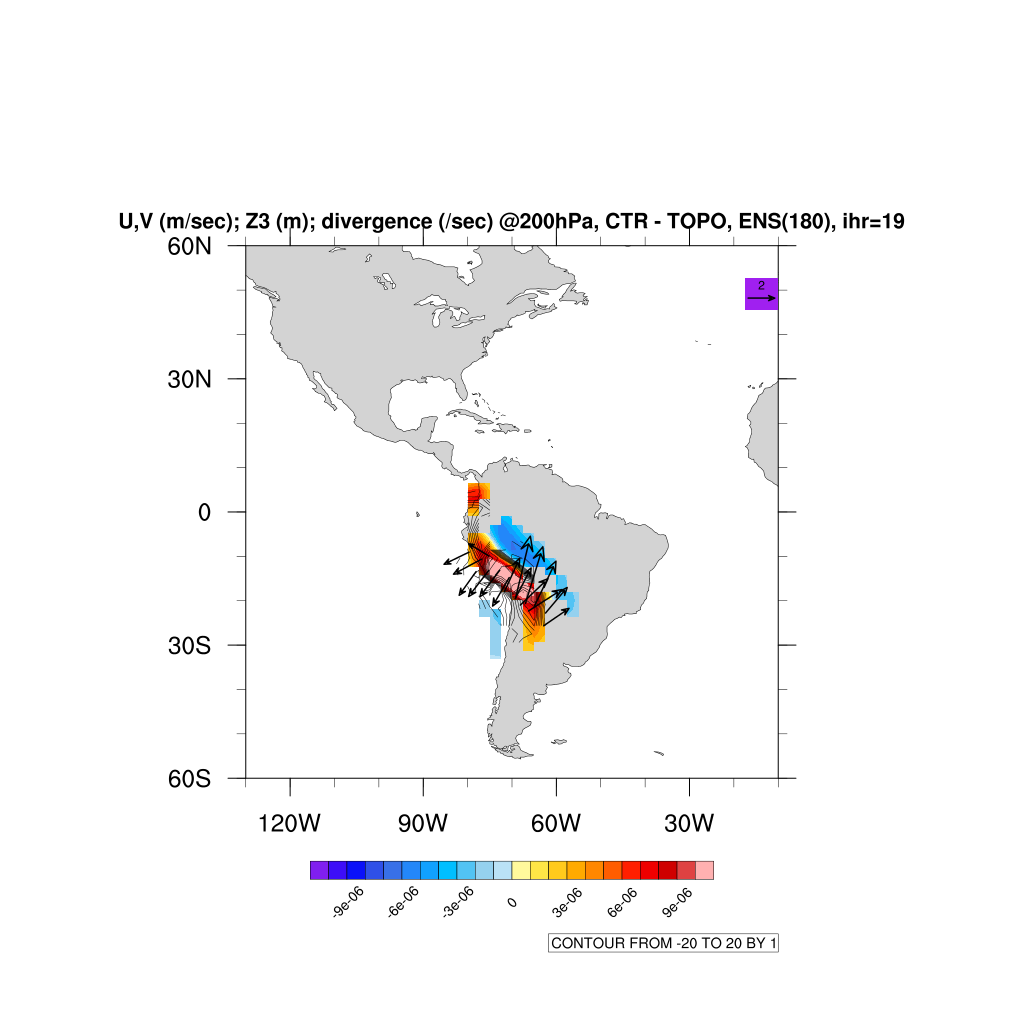 U,V (m/sec); Z3 (m); divergence (/sec) @200hPa, CTR - TOPO, ENS(180), ihr=19
60N
2
30N
0
30S
60S
120W 90W 60W 30W
-9e-06 -6e-06 -3e-06 0 3e-06 6e-06 9e-06
CONTOUR FROM -20 TO 20 BY 1